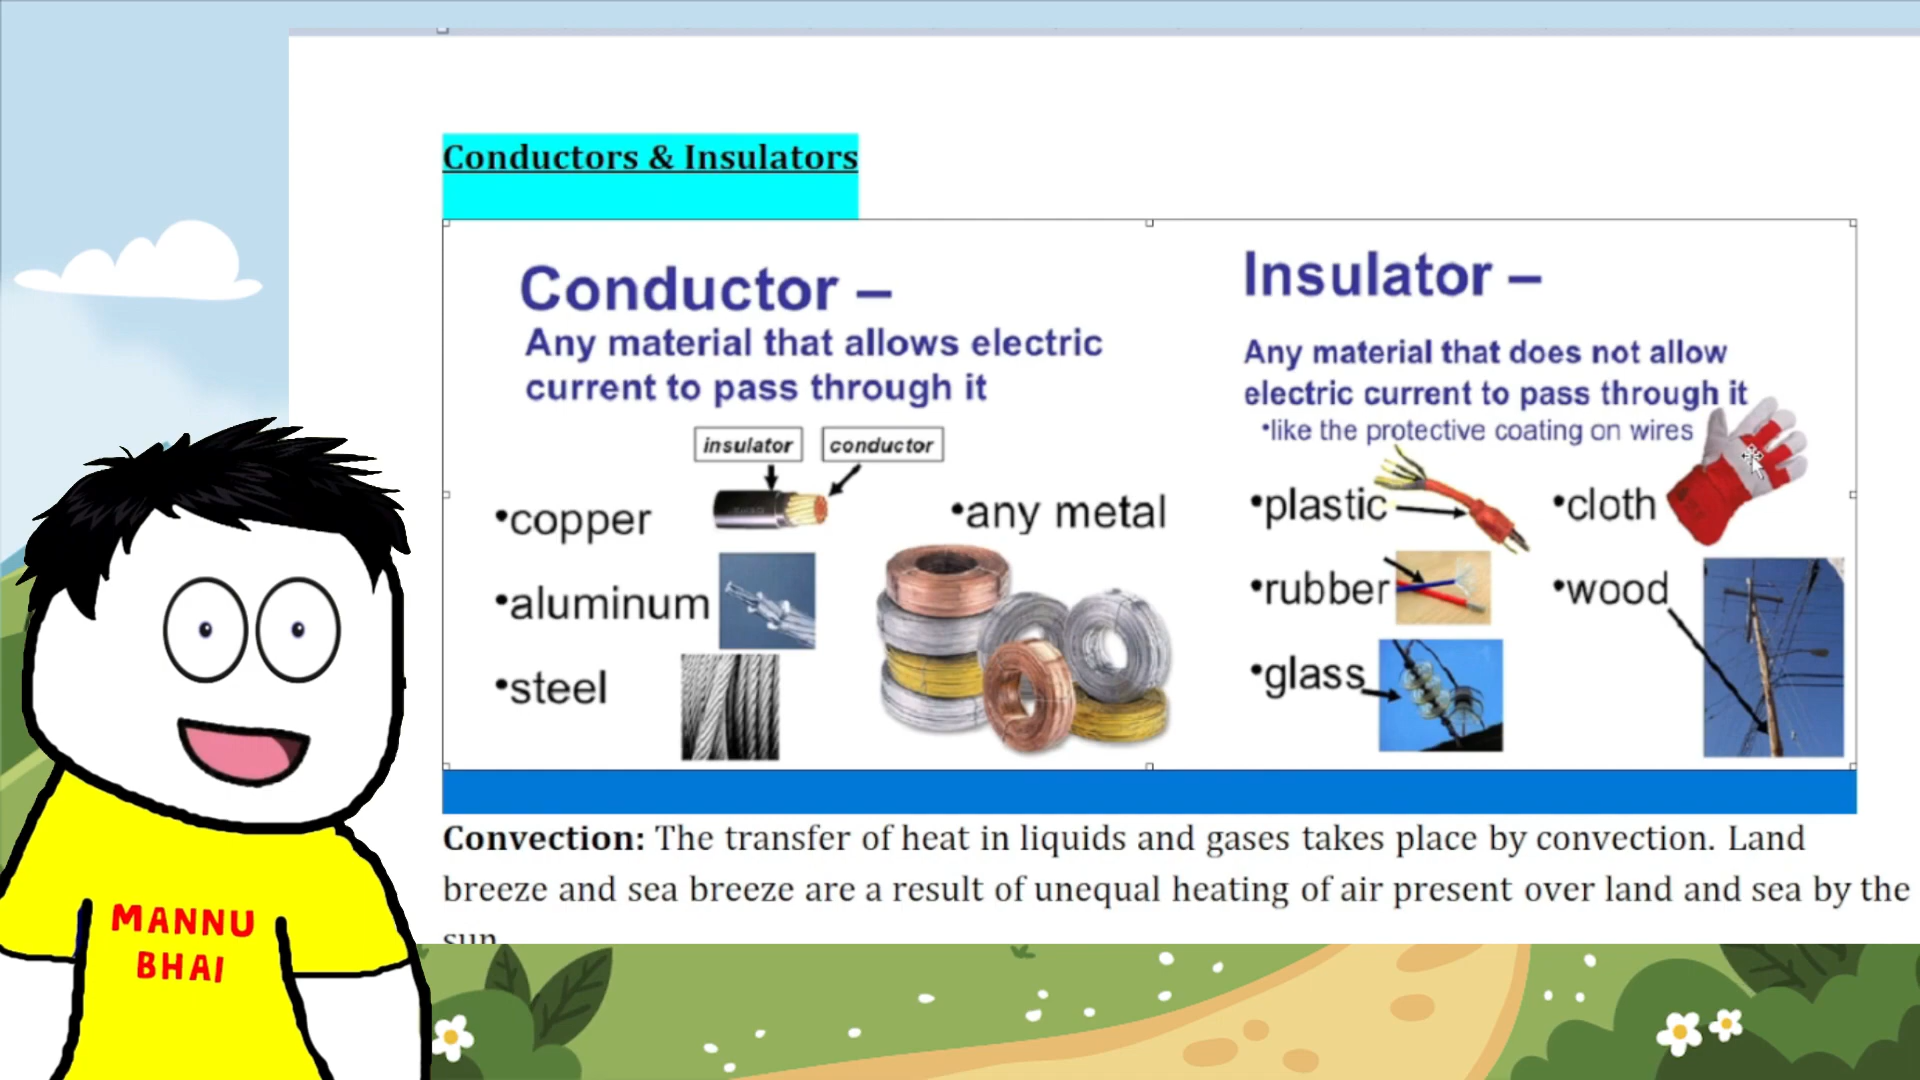 Conductors & Insulators
Conductor –
Any material that allows electric
current to pass through it
insulator
conductor
•copper
•any metal
•aluminum
•steel
Insulator –
Any material that does not allow
electric current to pass through it
•like the protective coating on wires
•plastic
•cloth
•rubber
•wood
•glass
Convection: The transfer of heat in liquids and gases takes place by convection. Land
breeze and sea breeze are a result of unequal heating of air present over land and sea by the
sun
MANNU
BHAI